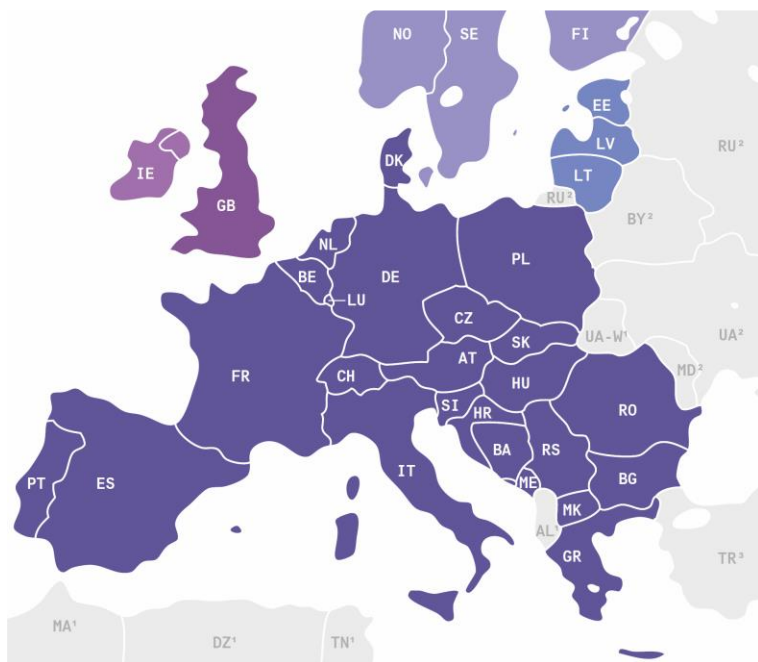 NO
SE
FI
EE
LV
LT
RU²
RU²
BY²
IE
GB
DK
NL
BE
LU
DE
PL
CZ
SK
UA-W¹
UA²
MD²
FR
CH
AT
HU
SI
HR
RO
BA
RS
IT
ME
BG
MK
AL¹
GR
TR³
PT
ES
MA¹
DZ¹
TN¹